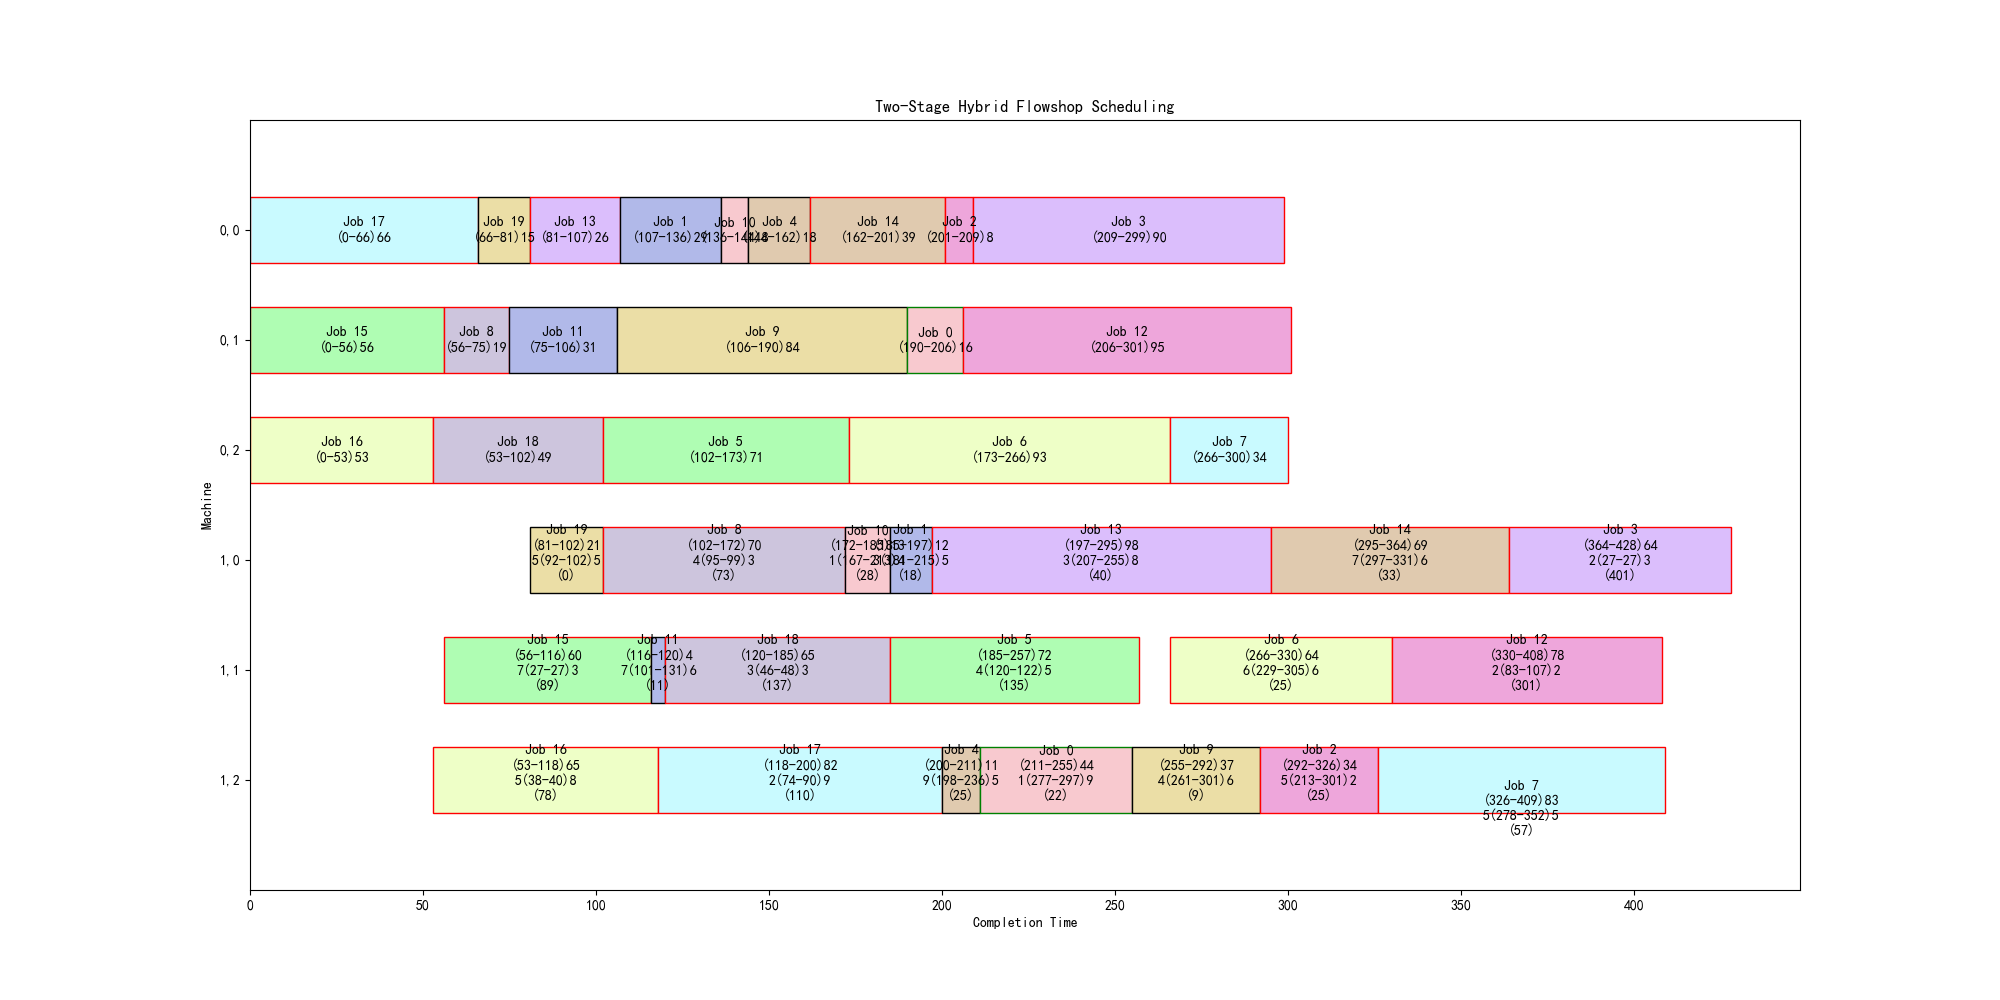 Two-Stage Hybrid Flowshop Scheduling
0,0
Job 17
(0-66)66
Job 19
(66-81)15
Job 13
(81-107)26
Job 1
(107-136)29
Job 10
(136-144)8
Job 4
(144-162)18
Job 14
(162-201)39
Job 2
(201-209)8
Job 3
(209-299)90
0,1
Job 15
(0-56)56
Job 8
(56-75)19
Job 11
(75-106)31
Job 9
(106-190)84
Job 0
(190-206)16
Job 12
(206-301)95
0,2
Job 16
(0-53)53
Job 18
(53-102)49
Job 5
(102-173)71
Job 6
(173-266)93
Job 7
(266-300)34
Machine
1,0
Job 19
(81-102)21
5(92-102)5
(0)
Job 8
(102-172)70
4(95-99)3
(73)
Job 10
(172-185)13
(28)
Job 1
(185-197)12
(18)
Job 13
(197-295)98
3(207-255)8
(40)
Job 14
(295-364)69
7(297-331)6
(33)
Job 3
(364-428)64
2(27-27)3
(401)
1,1
Job 15
(56-116)60
7(27-27)3
(89)
Job 11
(116-120)4
7(101-131)6
(11)
Job 18
(120-185)65
3(46-48)3
(137)
Job 5
(185-257)72
4(120-122)5
(135)
Job 6
(266-330)64
6(229-305)6
(25)
Job 12
(330-408)78
2(83-107)2
(301)
1,2
Job 16
(53-118)65
5(38-40)8
(78)
Job 17
(118-200)82
2(74-90)9
(110)
Job 4
(200-211)11
9(198-236)5
(25)
Job 0
(211-255)44
1(277-297)9
(22)
Job 9
(255-292)37
4(261-301)6
(9)
Job 2
(292-326)34
5(213-301)2
(25)
Job 7
(326-409)83
5(278-352)5
(57)
0 50 100 150 200 250 300 350 400
Completion Time